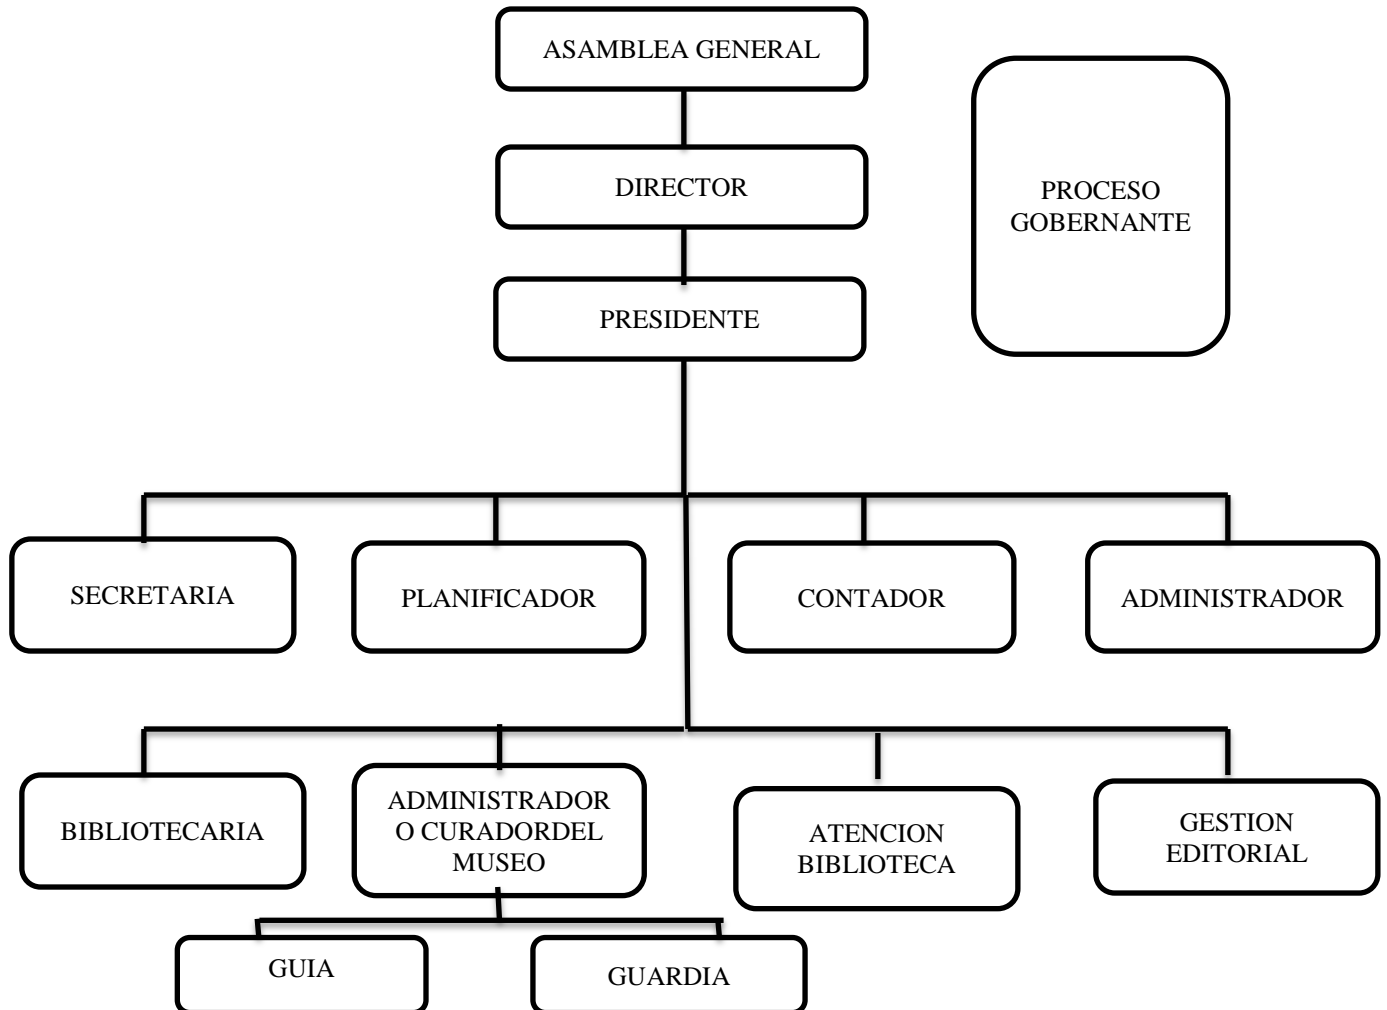 ASAMBLEA GENERAL
DIRECTOR
PROCESO
GOBERNANTE
PRESIDENTE
SECRETARIA
PLANIFICADOR
CONTADOR
ADMINISTRADOR
BIBLIOTECARIA
ADMINISTRADOR
O CURADORDEL
MUSEO
ATENCION
BIBLIOTECA
GESTION
EDITORIAL
GUIA
GUARDIA